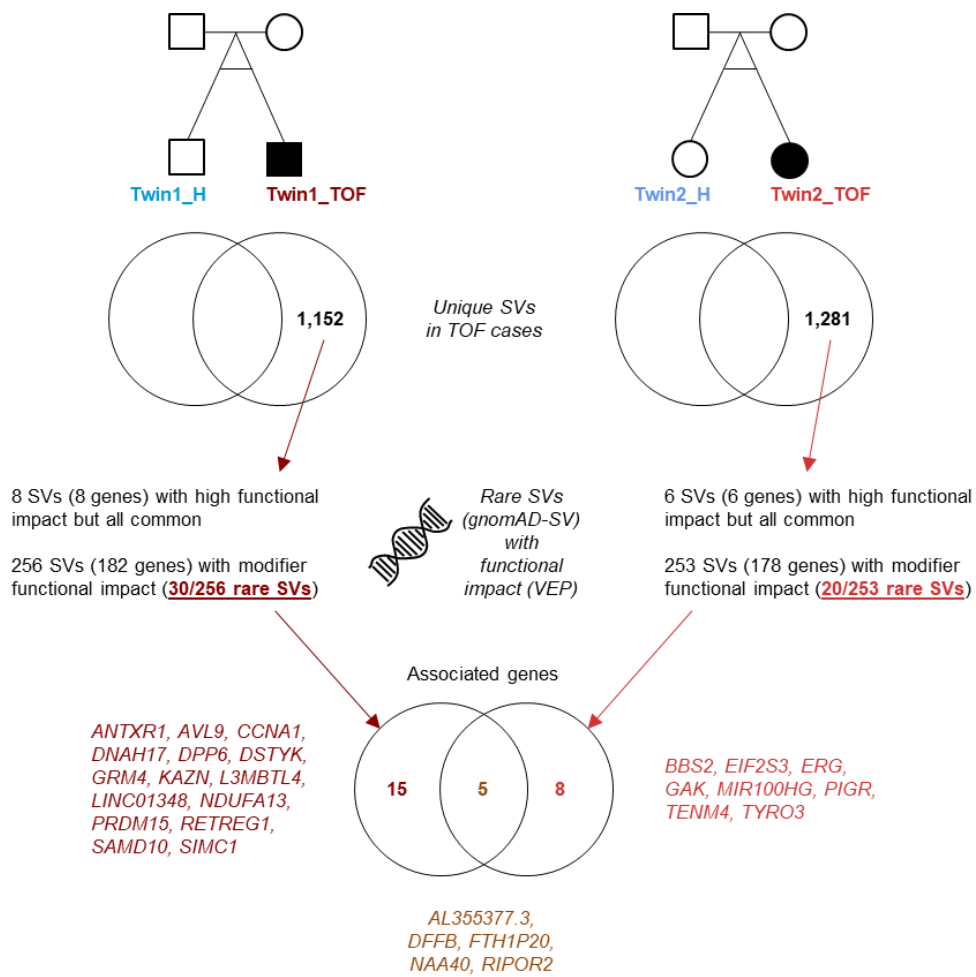 Twin1_H
Twin1_TOF
Twin2_H
Twin2_TOF
1,152
Unique SVs
in TOF cases
1,281
8 SVs (8 genes) with high functional
impact but all common
256 SVs (182 genes) with modifier
functional impact (30/256 rare SVs)
Rare SVs
(gnomAD-SV)
with
functional
impact (VEP)
6 SVs (6 genes) with high functional
impact but all common
253 SVs (178 genes) with modifier
functional impact (20/253 rare SVs)
Associated genes
ANTXR1, AVL9, CCNA1,
DNAH17, DPP6, DSTYK,
GRM4, KAZN, L3MBTL4,
LINC01348, NDUFA13,
PRDM15, RETREG1,
SAMD10, SIMC1
15
5
8
BBS2, EIF2S3, ERG,
GAK, MIR100HG, PIGR,
TENM4, TYRO3
AL355377.3,
DFFB, FTH1P20,
NAA40, RIPOR2